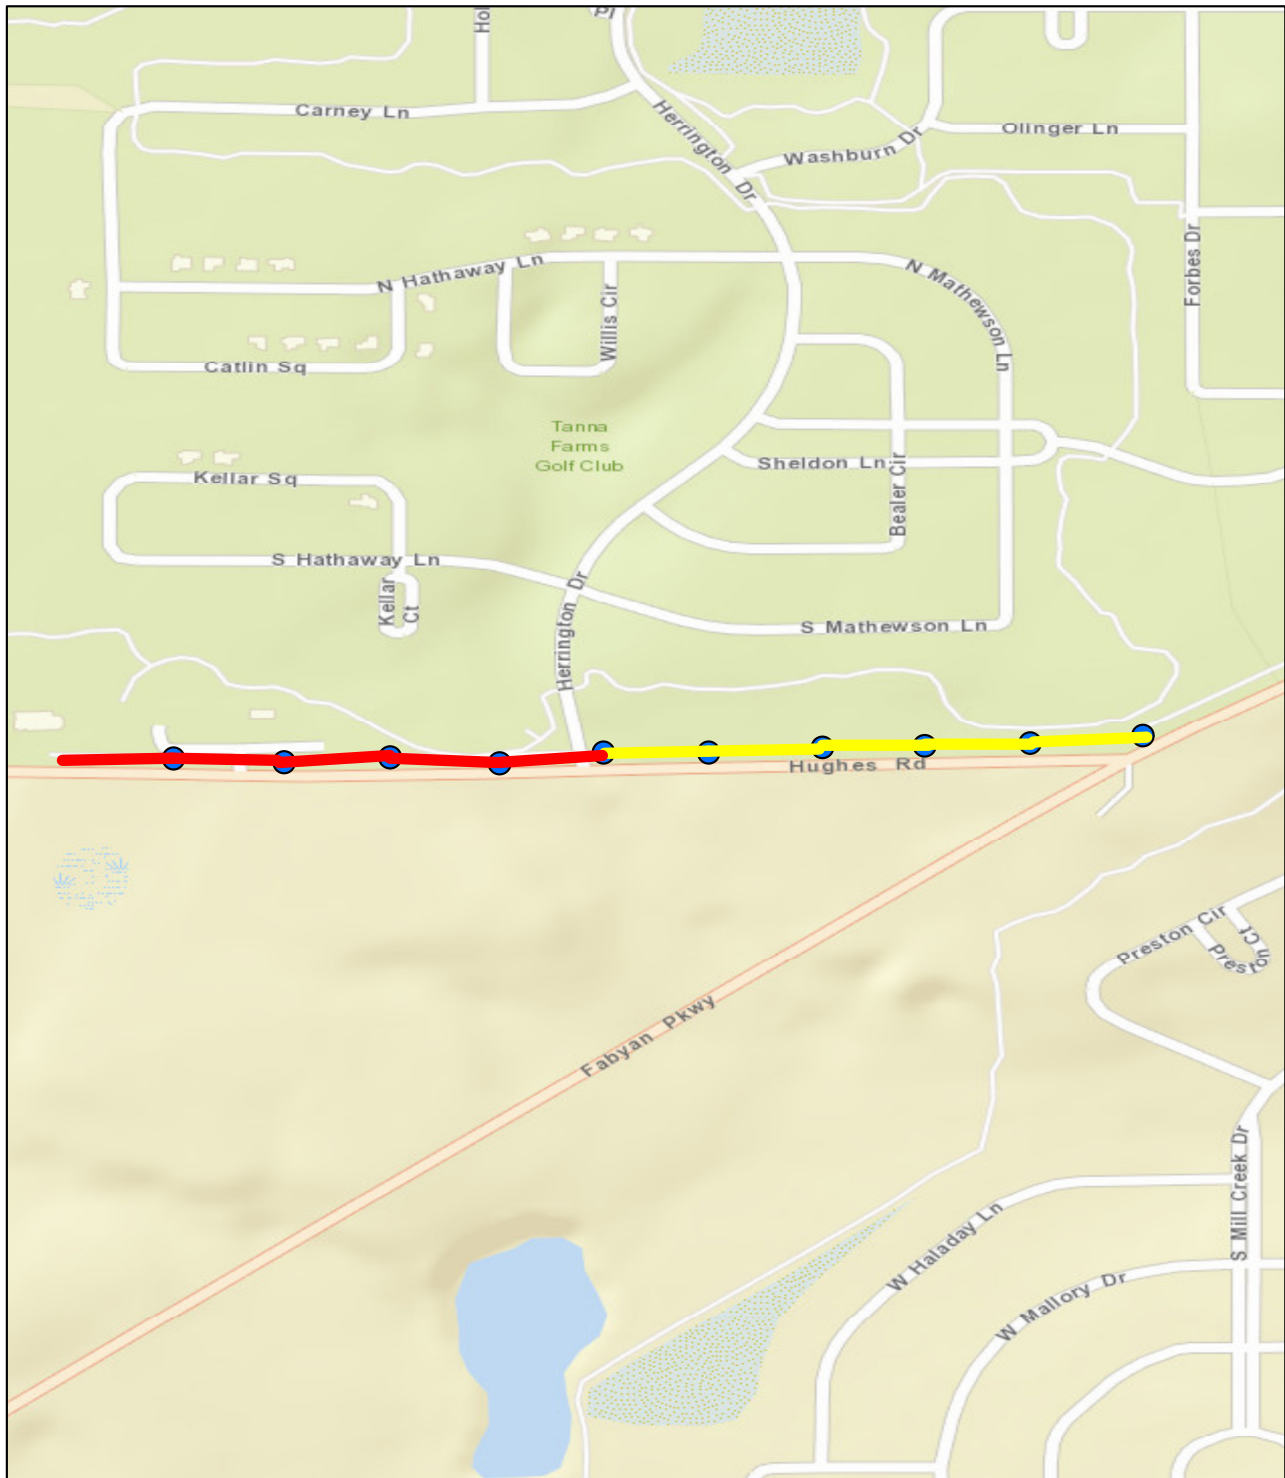 Pl
Carney Ln
Herrington Dr
Washburn Dr
Olinger Ln
Forbes Dr
N Hathaway Ln
N Mathewson Ln
Willis Cir
Catlin Sq
Tanna
Farms
Golf Club
Sheldon Ln
Bealer Cir
Kellar Sq
S Hathaway Ln
Kellar
Ct
Herrington Dr
S Mathewson Ln
Hughes Rd
Preston Cir
Preston Ct
Fabyan Pkwy
S Mill Creek Dr
W Haladay Ln
W Mallory Dr